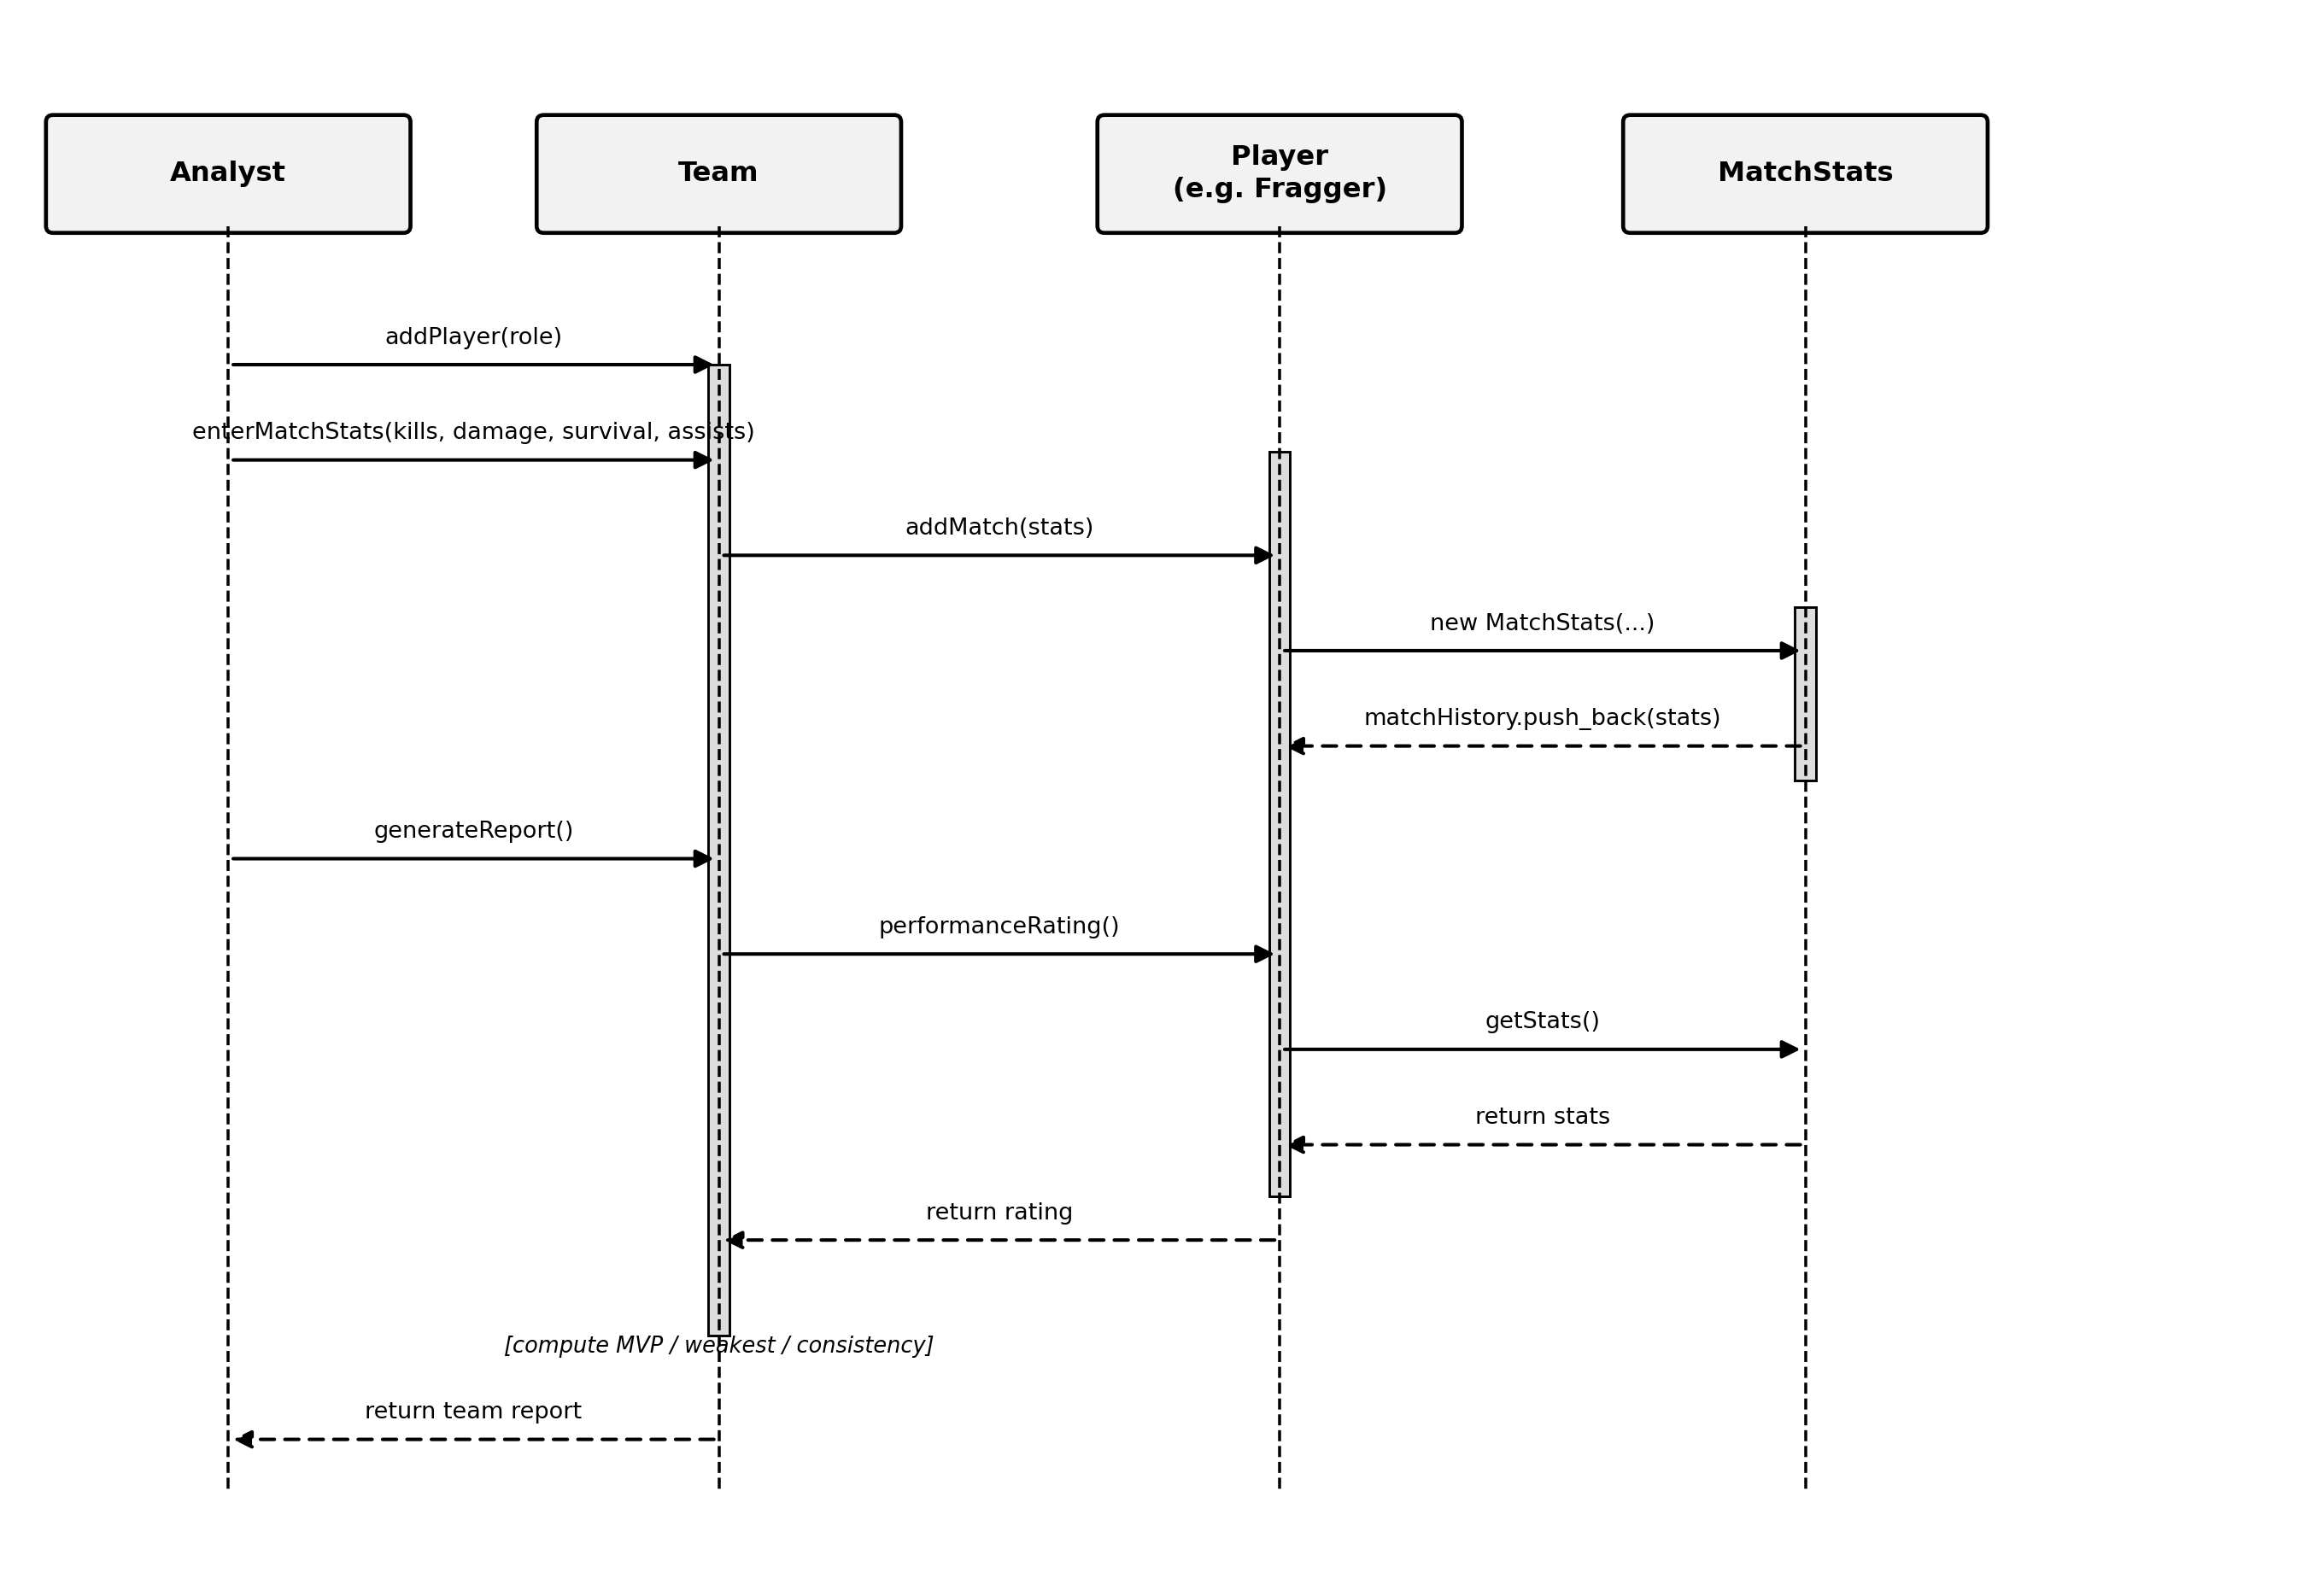 Analyst
Team
Player
(e.g. Fragger)
MatchStats
addPlayer(role)
enterMatchStats(kills, damage, survival, assists)
addMatch(stats)
new MatchStats(...)
matchHistory.push_back(stats)
generateReport()
performanceRating()
getStats()
return stats
return rating
[compute MVP / weakest / consistency]
return team report